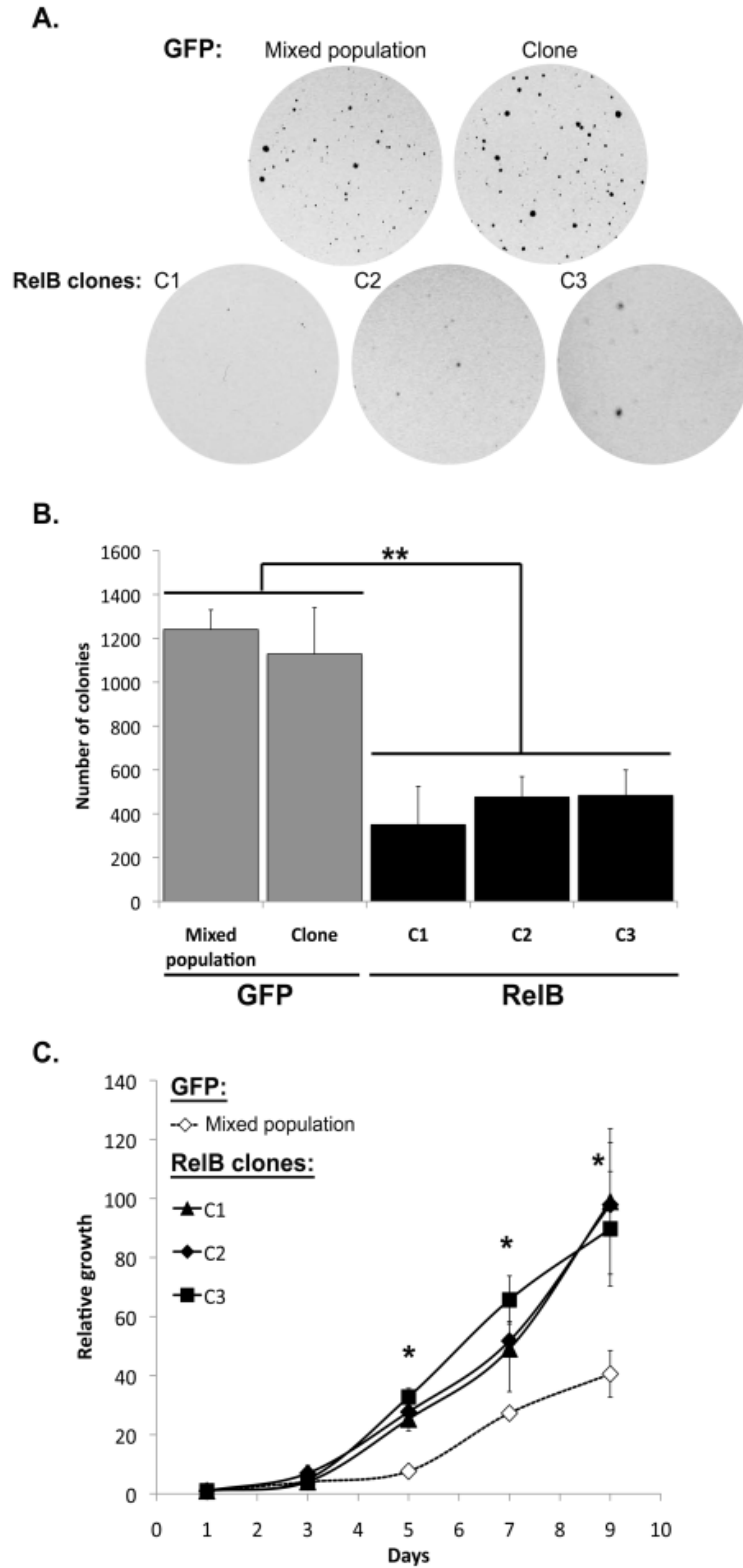 A.
GFP: Mixed population Clone
RelB clones: C1 C2 C3
B.
Number of colonies
1600
1400
1200
1000
800
600
400
200
0
**
Mixed population Clone C1 C2 C3
GFP RelB
C.
Relative growth
140
120
100
80
60
40
20
0
GFP:
Mixed population
RelB clones:
C1
C2
C3
* * *
0 1 2 3 4 5 6 7 8 9 10
Days